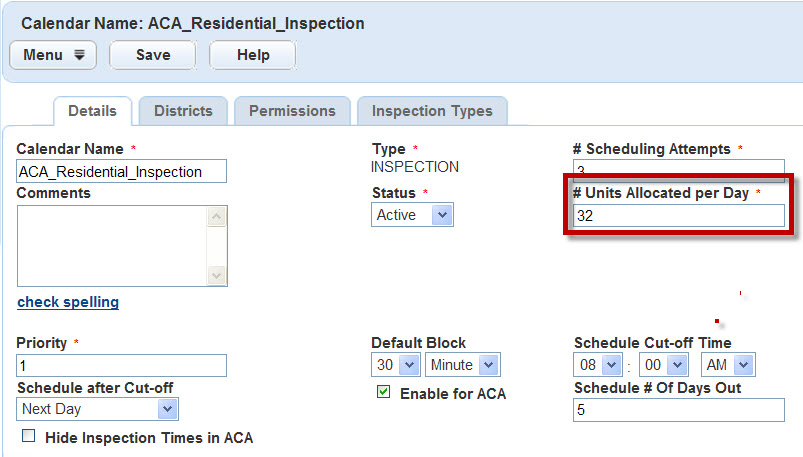 Calendar Name: ACA_Residential_Inspection
Menu Save Help
Details Districts Permissions Inspection Types
Calendar Name * Type * # Scheduling Attempts *
ACA_Residential_Inspection INSPECTION 3
Comments Status * # Units Allocated per Day *
Active 32
check spelling
Priority * Default Block Schedule Cut-off Time
1 30 Minute 08 : 00 AM
Schedule after Cut-off Enable for ACA Schedule # Of Days Out
Next Day 5
Hide Inspection Times in ACA